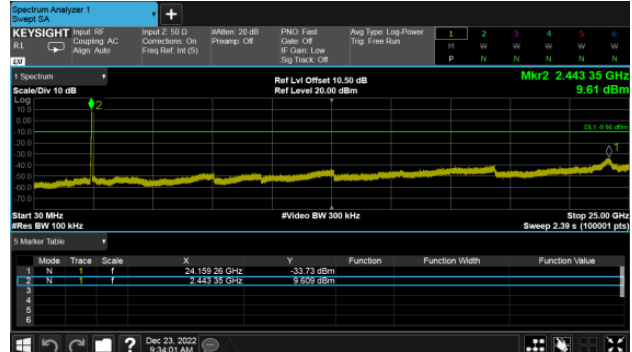 Spectrum Analyzer 1
Swept SA
+
KEYSIGHT Input: RF Input Z: 50 Ω #Atten: 20 dB PNO: Fast Avg Type: Log-Power 1 2 3 4 5 6
R L Coupling: AC Corrections: On Preamp: Off Gate: Off Trig: Free Run M W W W W W
Align: Auto Freq Ref: Int (S) IF Gain: Low P N N N N N
LXI Sig Track: Off
1 Spectrum Ref Lvl Offset 10.50 dB Mkr2 2.443 35 GHz
Scale/Div 10 dB Ref Level 20.00 dBm 9.61 dBm
Log
10.0 2
0.00
-10.0 DL1 -9.66 dBm
-20.0
-30.0 1
-40.0
-50.0
-60.0
-70.0
Start 30 MHz #Video BW 300 kHz Stop 25.00 GHz
#Res BW 100 kHz Sweep 2.39 s (100001 pts)
5 Marker Table
Mode Trace Scale X Y Function Function Width Function Value
1 N 1 f 24.159 26 GHz -33.73 dBm
2 N 1 f 2.443 35 GHz 9.609 dBm
3
4
5
6
? Dec 23, 2022
9:34:01 AM